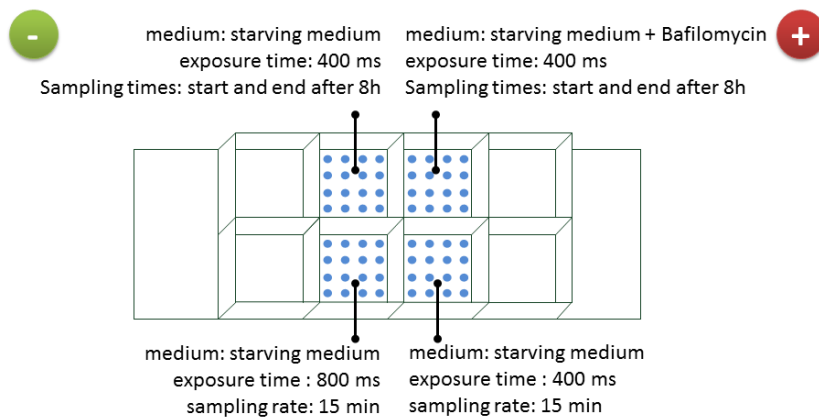 -
+
medium: starving medium
exposure time: 400 ms
Sampling times: start and end after 8h
medium: starving medium + Bafilomycin
exposure time: 400 ms
Sampling times: start and end after 8h
medium: starving medium
exposure time : 800 ms
sampling rate: 15 min
medium: starving medium
exposure time : 400 ms
sampling rate: 15 min